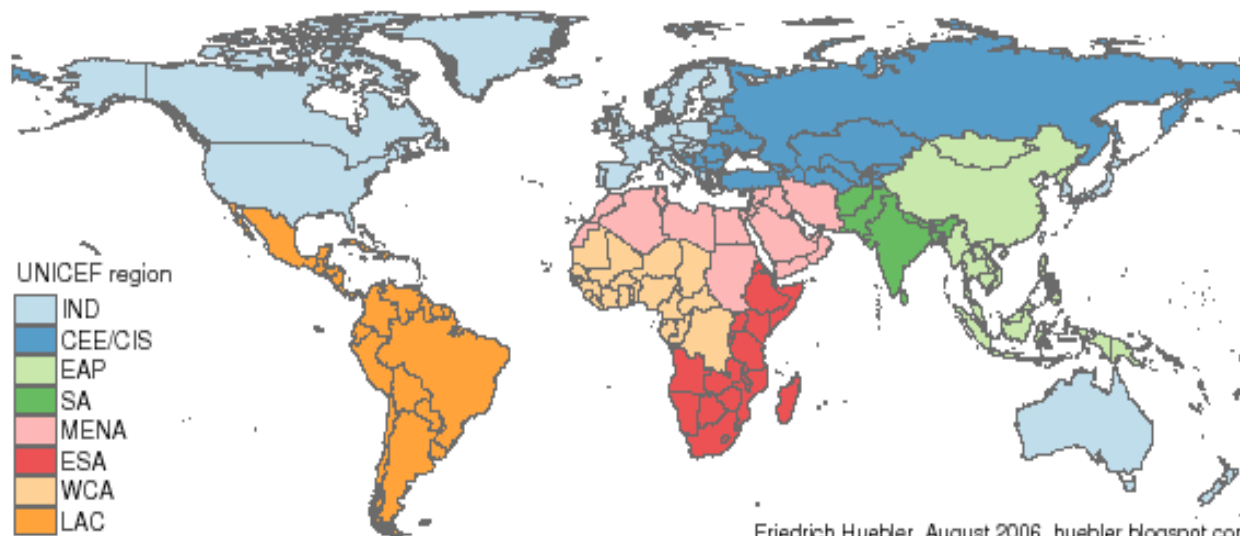 UNICEF region
IND
CEE/CIS
EAP
SA
MENA
ESA
WCA
LAC
Friedrich Huebler, August 2006, huebler.blogspot.com